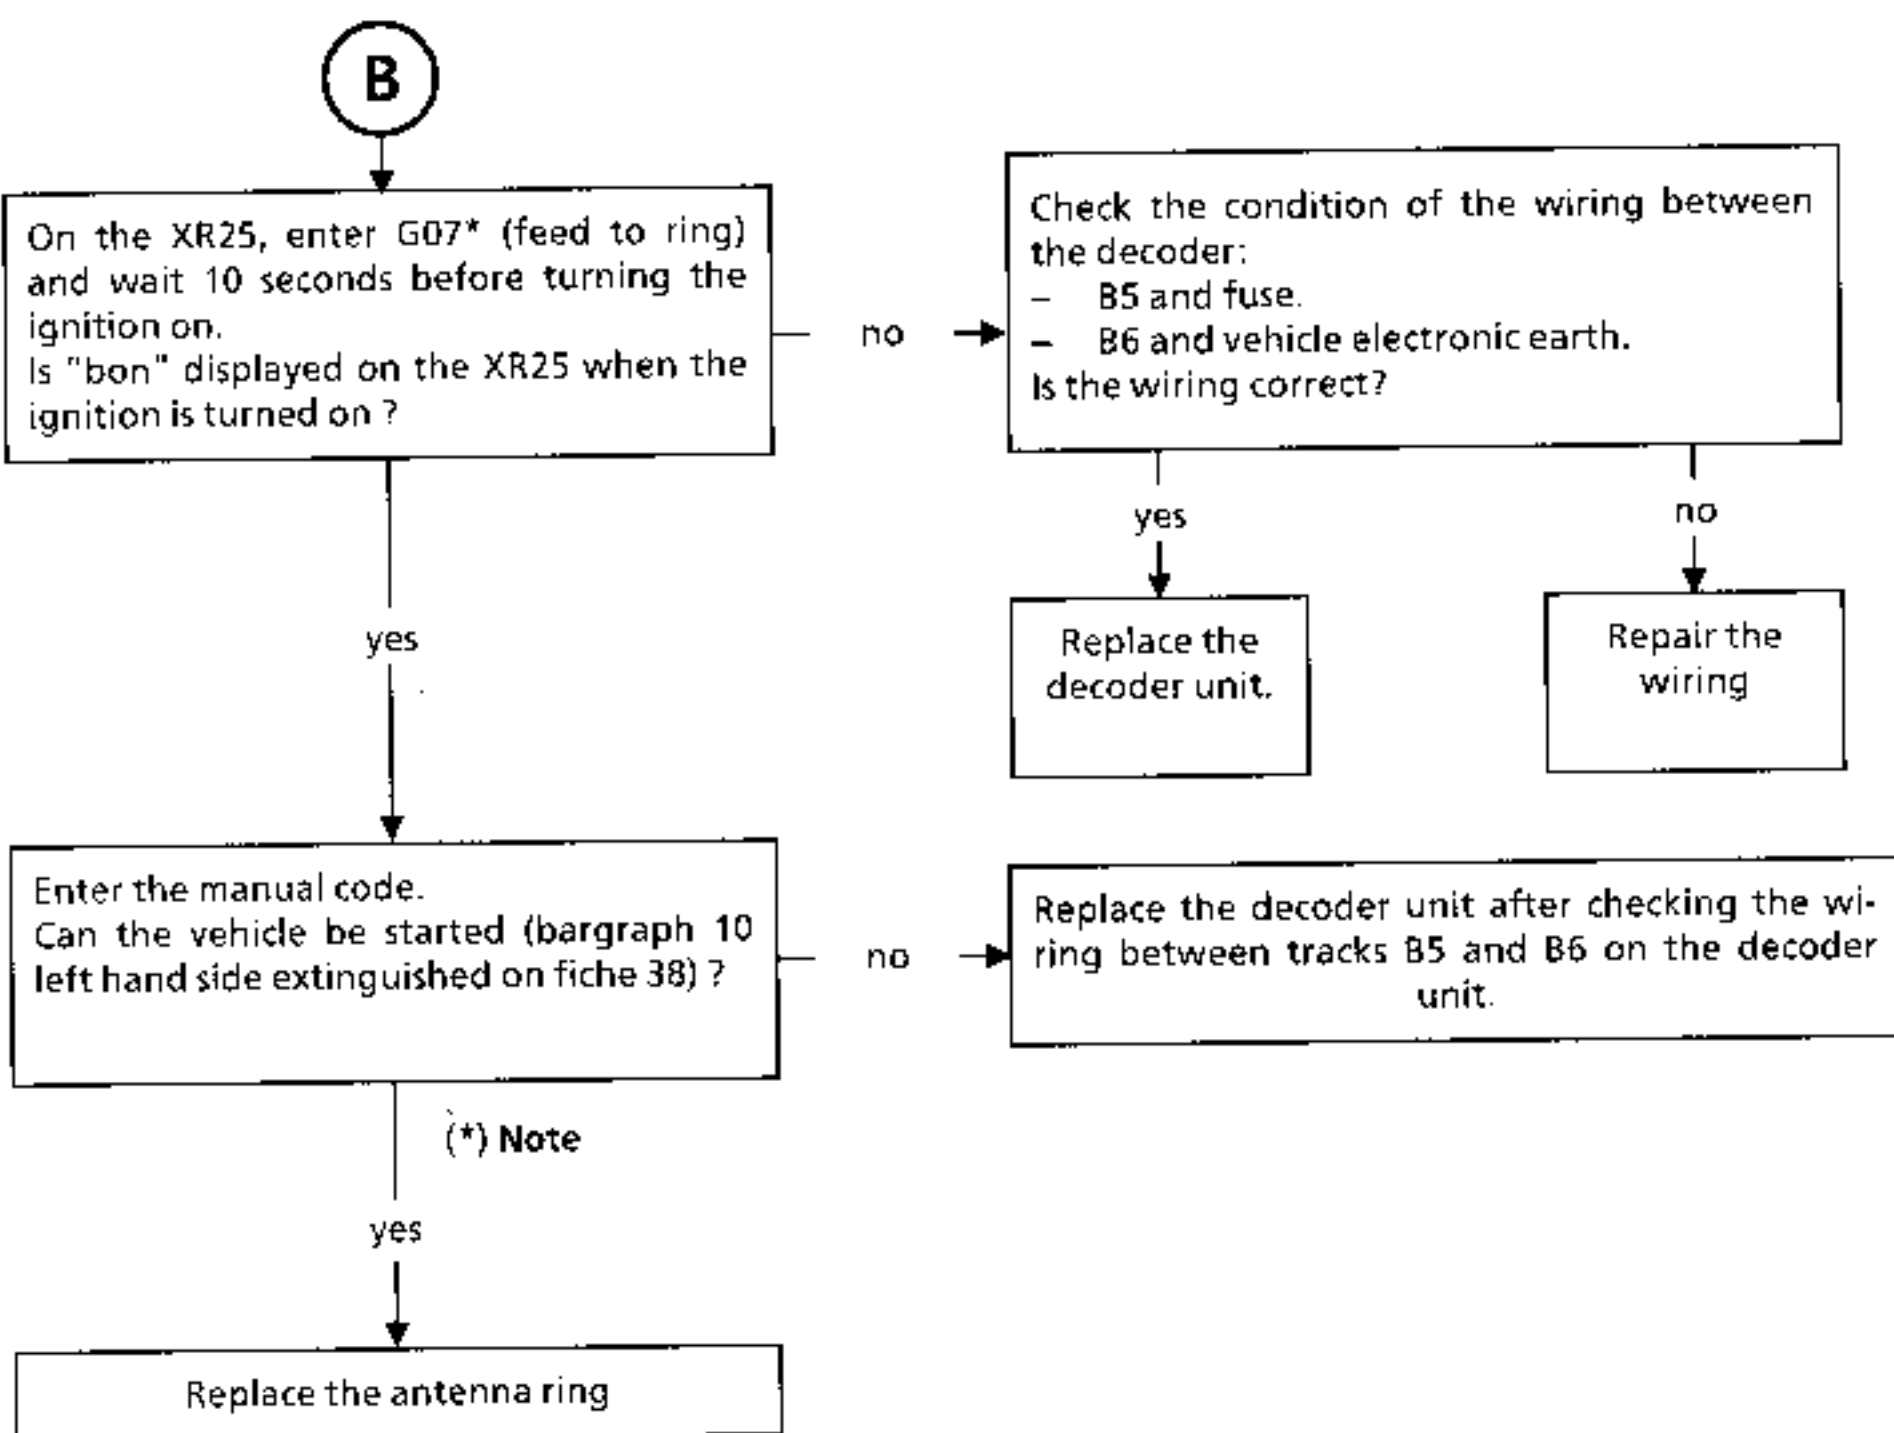 B
On the XR25, enter G07* (feed to ring)
and wait 10 seconds before turning the
ignition on.
Is "bon" displayed on the XR25 when the
ignition is turned on ?
no
Check the condition of the wiring between
the decoder:
– B5 and fuse.
– B6 and vehicle electronic earth.
Is the wiring correct?
yes
no
Replace the
decoder unit.
Repair the
wiring
yes
Enter the manual code.
Can the vehicle be started (bargraph 10
left hand side extinguished on fiche 38) ?
no
Replace the decoder unit after checking the wi-
ring between tracks B5 and B6 on the decoder
unit.
(*) Note
yes
Replace the antenna ring